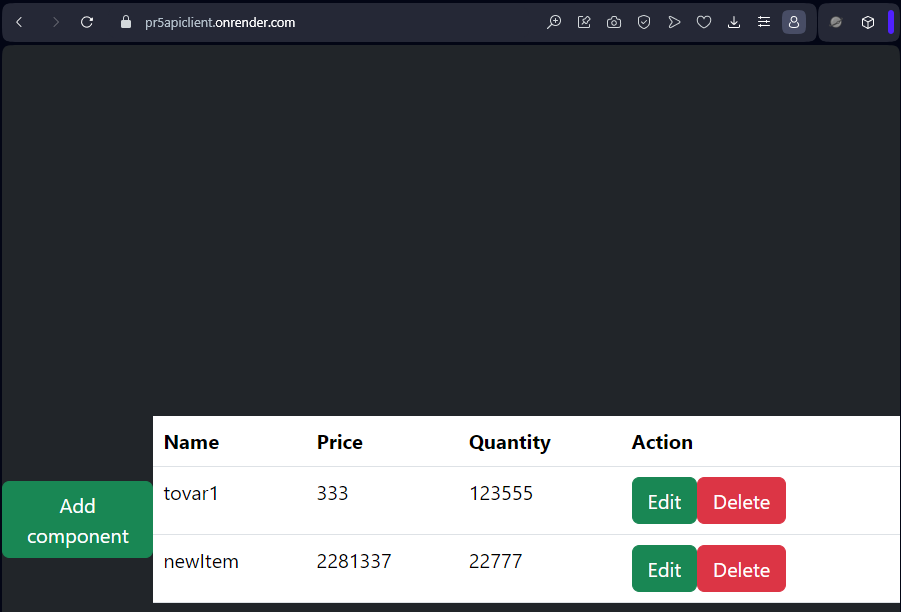 pr5apiclient.onrender.com
Name Price Quantity Action
tovar1 333 123555 Edit Delete
Add
component
newItem 2281337 22777 Edit Delete